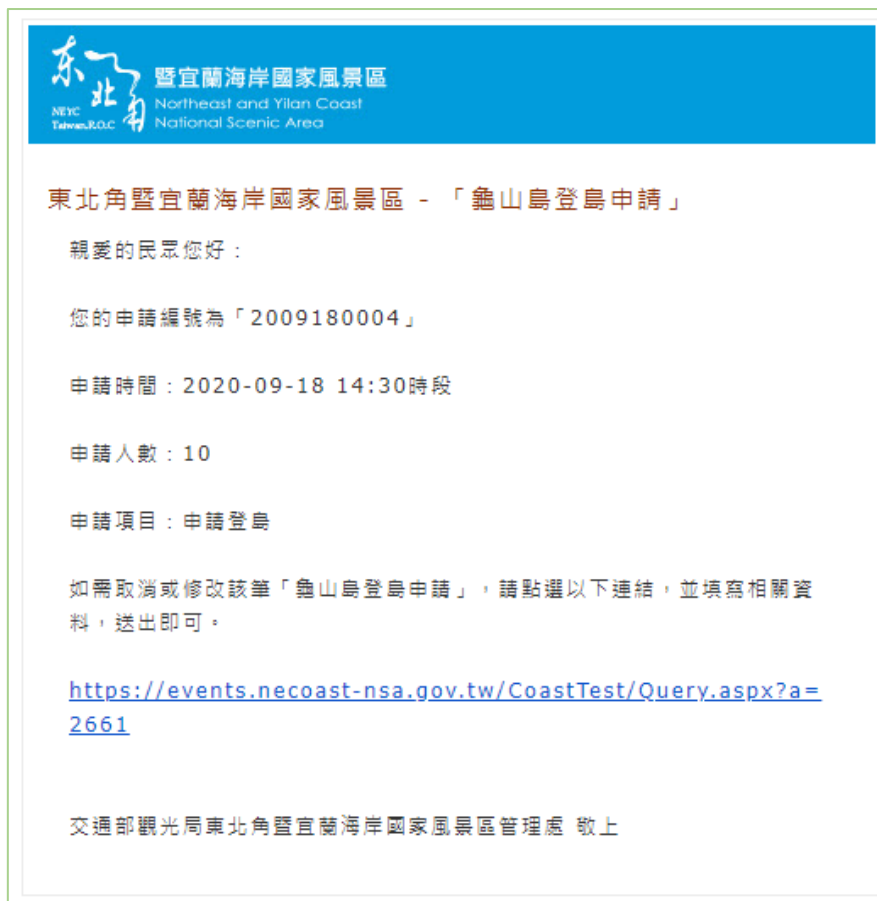 东北角
NEYC
Taiwan.R.O.C
暨宜蘭海岸國家風景區
Northeast and Yilan Coast
National Scenic Area
東北角暨宜蘭海岸國家風景區 - 「龜山島登島申請」
親愛的民眾您好：
您的申請編號為「2009180004」
申請時間：2020-09-18 14:30時段
申請人數：10
申請項目：申請登島
如需取消或修改該筆「龜山島登島申請」，請點選以下連結，並填寫相關資
料，送出即可。
https://events.necoast-nsa.gov.tw/CoastTest/Query.aspx?a=
2661
交通部觀光局東北角暨宜蘭海岸國家風景區管理處 敬上